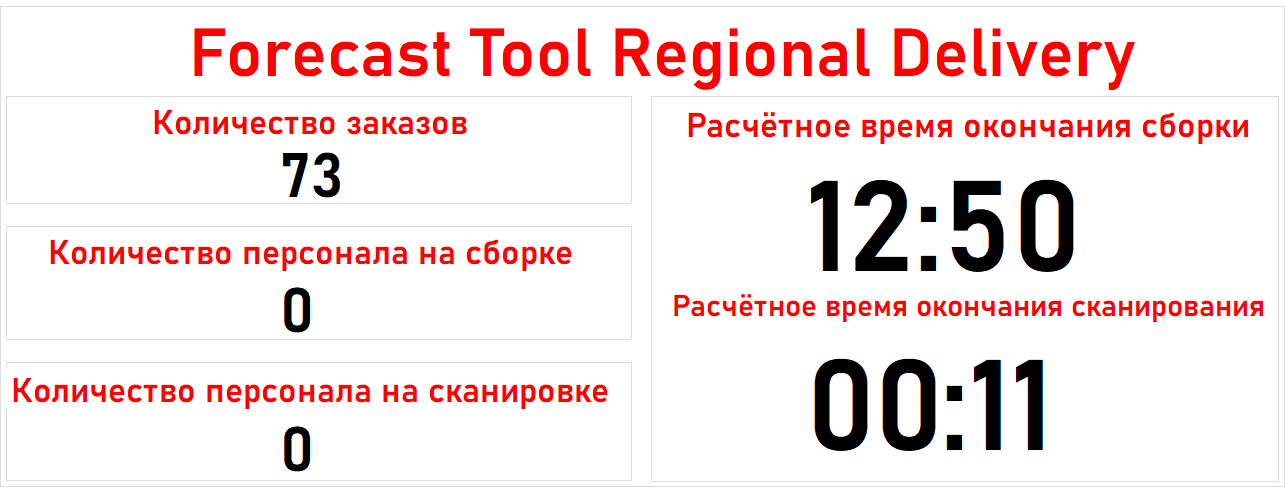 Forecast Tool Regional Delivery
Количество заказов
73
Количество персонала на сборке
0
Количество персонала на сканировке
0
Расчётное время окончания сборки
12:50
Расчётное время окончания сканирования
00:11